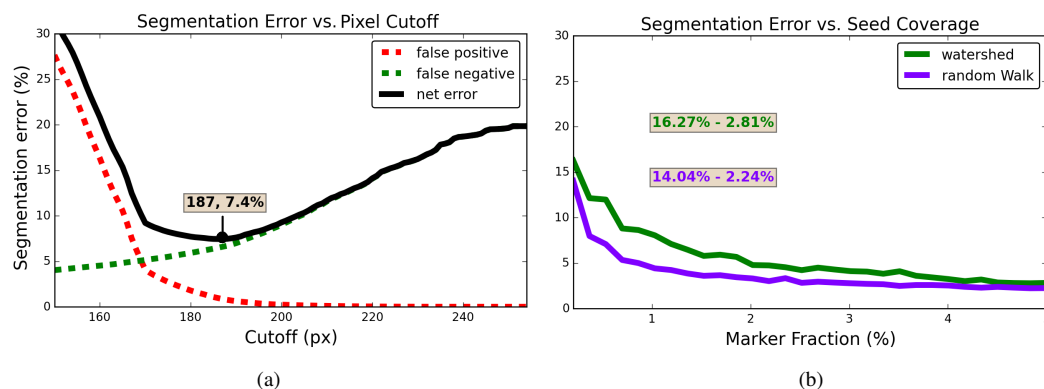 Segmentation Error vs. Pixel Cutoff
30
25
20
15
10
5
0
Segmentation error (%)
false positive
false negative
net error
187, 7.4%
160
180
200
220
240
Cutoff (px)
(a)
Segmentation Error vs. Seed Coverage
30
25
20
15
10
5
0
watershed
random Walk
16.27% - 2.81%
14.04% - 2.24%
1
2
3
4
Marker Fraction (%)
(b)